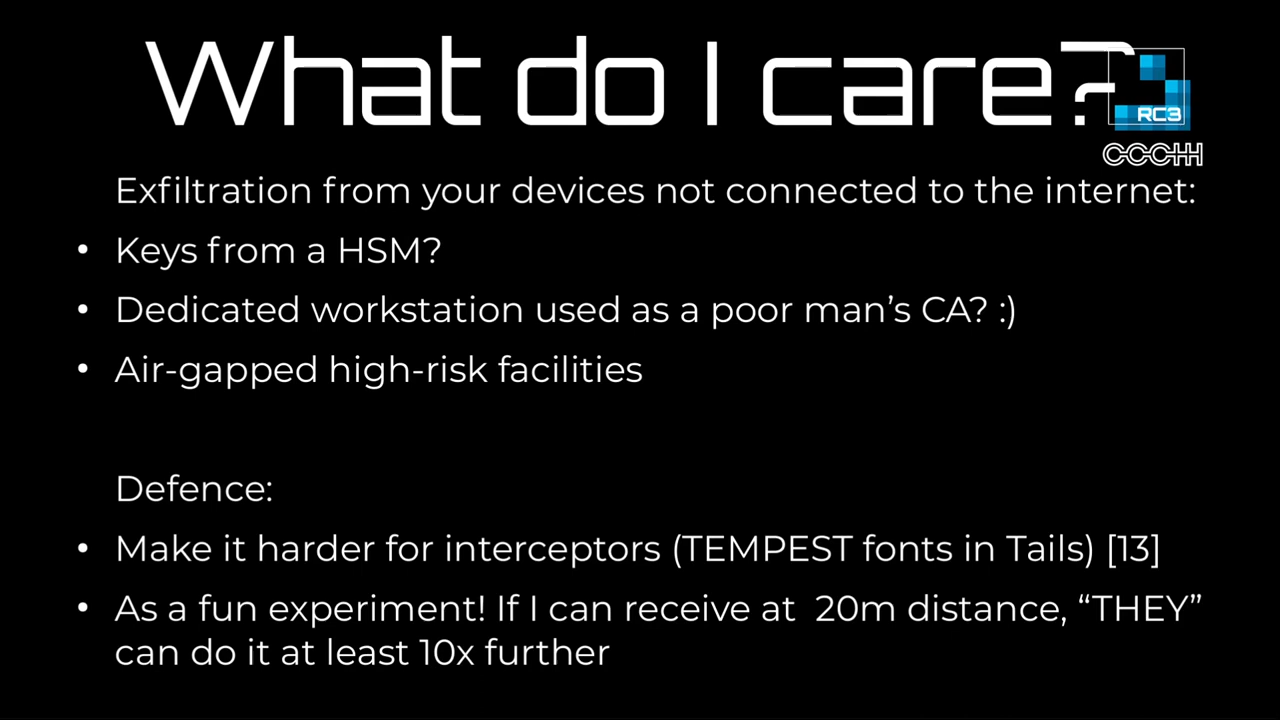 What do I care?
RC3
CCCHH
Exfiltration from your devices not connected to the internet:
• Keys from a HSM?
• Dedicated workstation used as a poor man’s CA? :)
• Air-gapped high-risk facilities
Defence:
• Make it harder for interceptors (TEMPEST fonts in Tails) [13]
• As a fun experiment! If I can receive at  20m distance, “THEY”
can do it at least 10x further